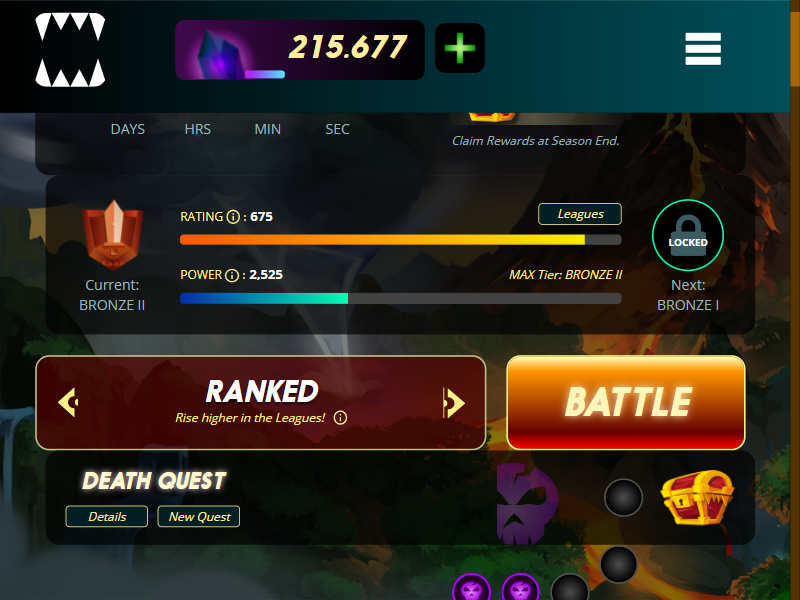 215.677
DAYS HRS MIN SEC
Claim Rewards at Season End.
RATING i : 675
Leagues
LOCKED
POWER i : 2,525
MAX Tier: BRONZE II
Current:
BRONZE II
Next:
BRONZE I
RANKED
Rise higher in the Leagues! i
BATTLE
DEATH QUEST
Details
New Quest